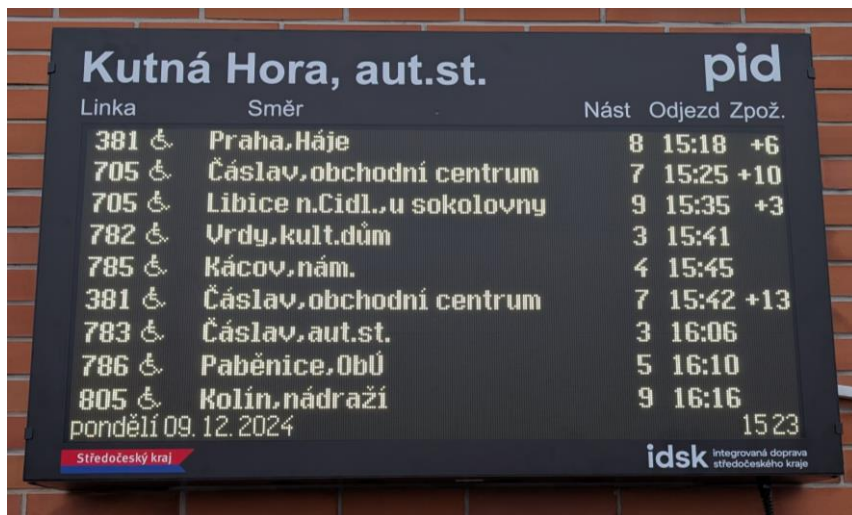 Kutná Hora, aut.st. pid
Linka Směr Nást Odjezd Zpož.
381 Praha,Háje 8 15:18 +6
705 Čáslav,obchodní centrum 7 15:25 +10
705 Libice n.Cidl.,u sokolovny 9 15:35 +3
782 Vrdy,kult.dům 3 15:41
785 Kácov,nám. 4 15:45
381 Čáslav,obchodní centrum 7 15:42 +13
783 Čáslav,aut.st. 3 16:06
786 Paběnice,ObÚ 5 16:10
805 Kolín,nádraží 9 16:16
pondělí 09. 12. 2024 15 23
Středočeský kraj idsk integrovaná doprava
středočeského kraje